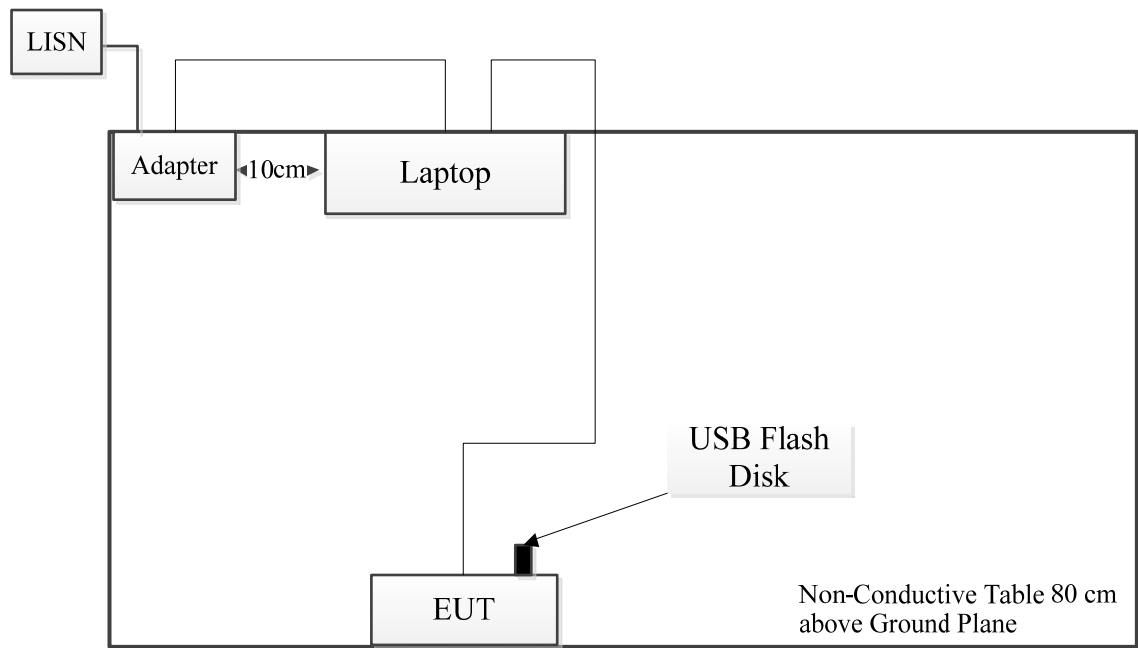 LISN
Adapter
10cm
Laptop
USB Flash
Disk
EUT
Non-Conductive Table 80 cm
above Ground Plane